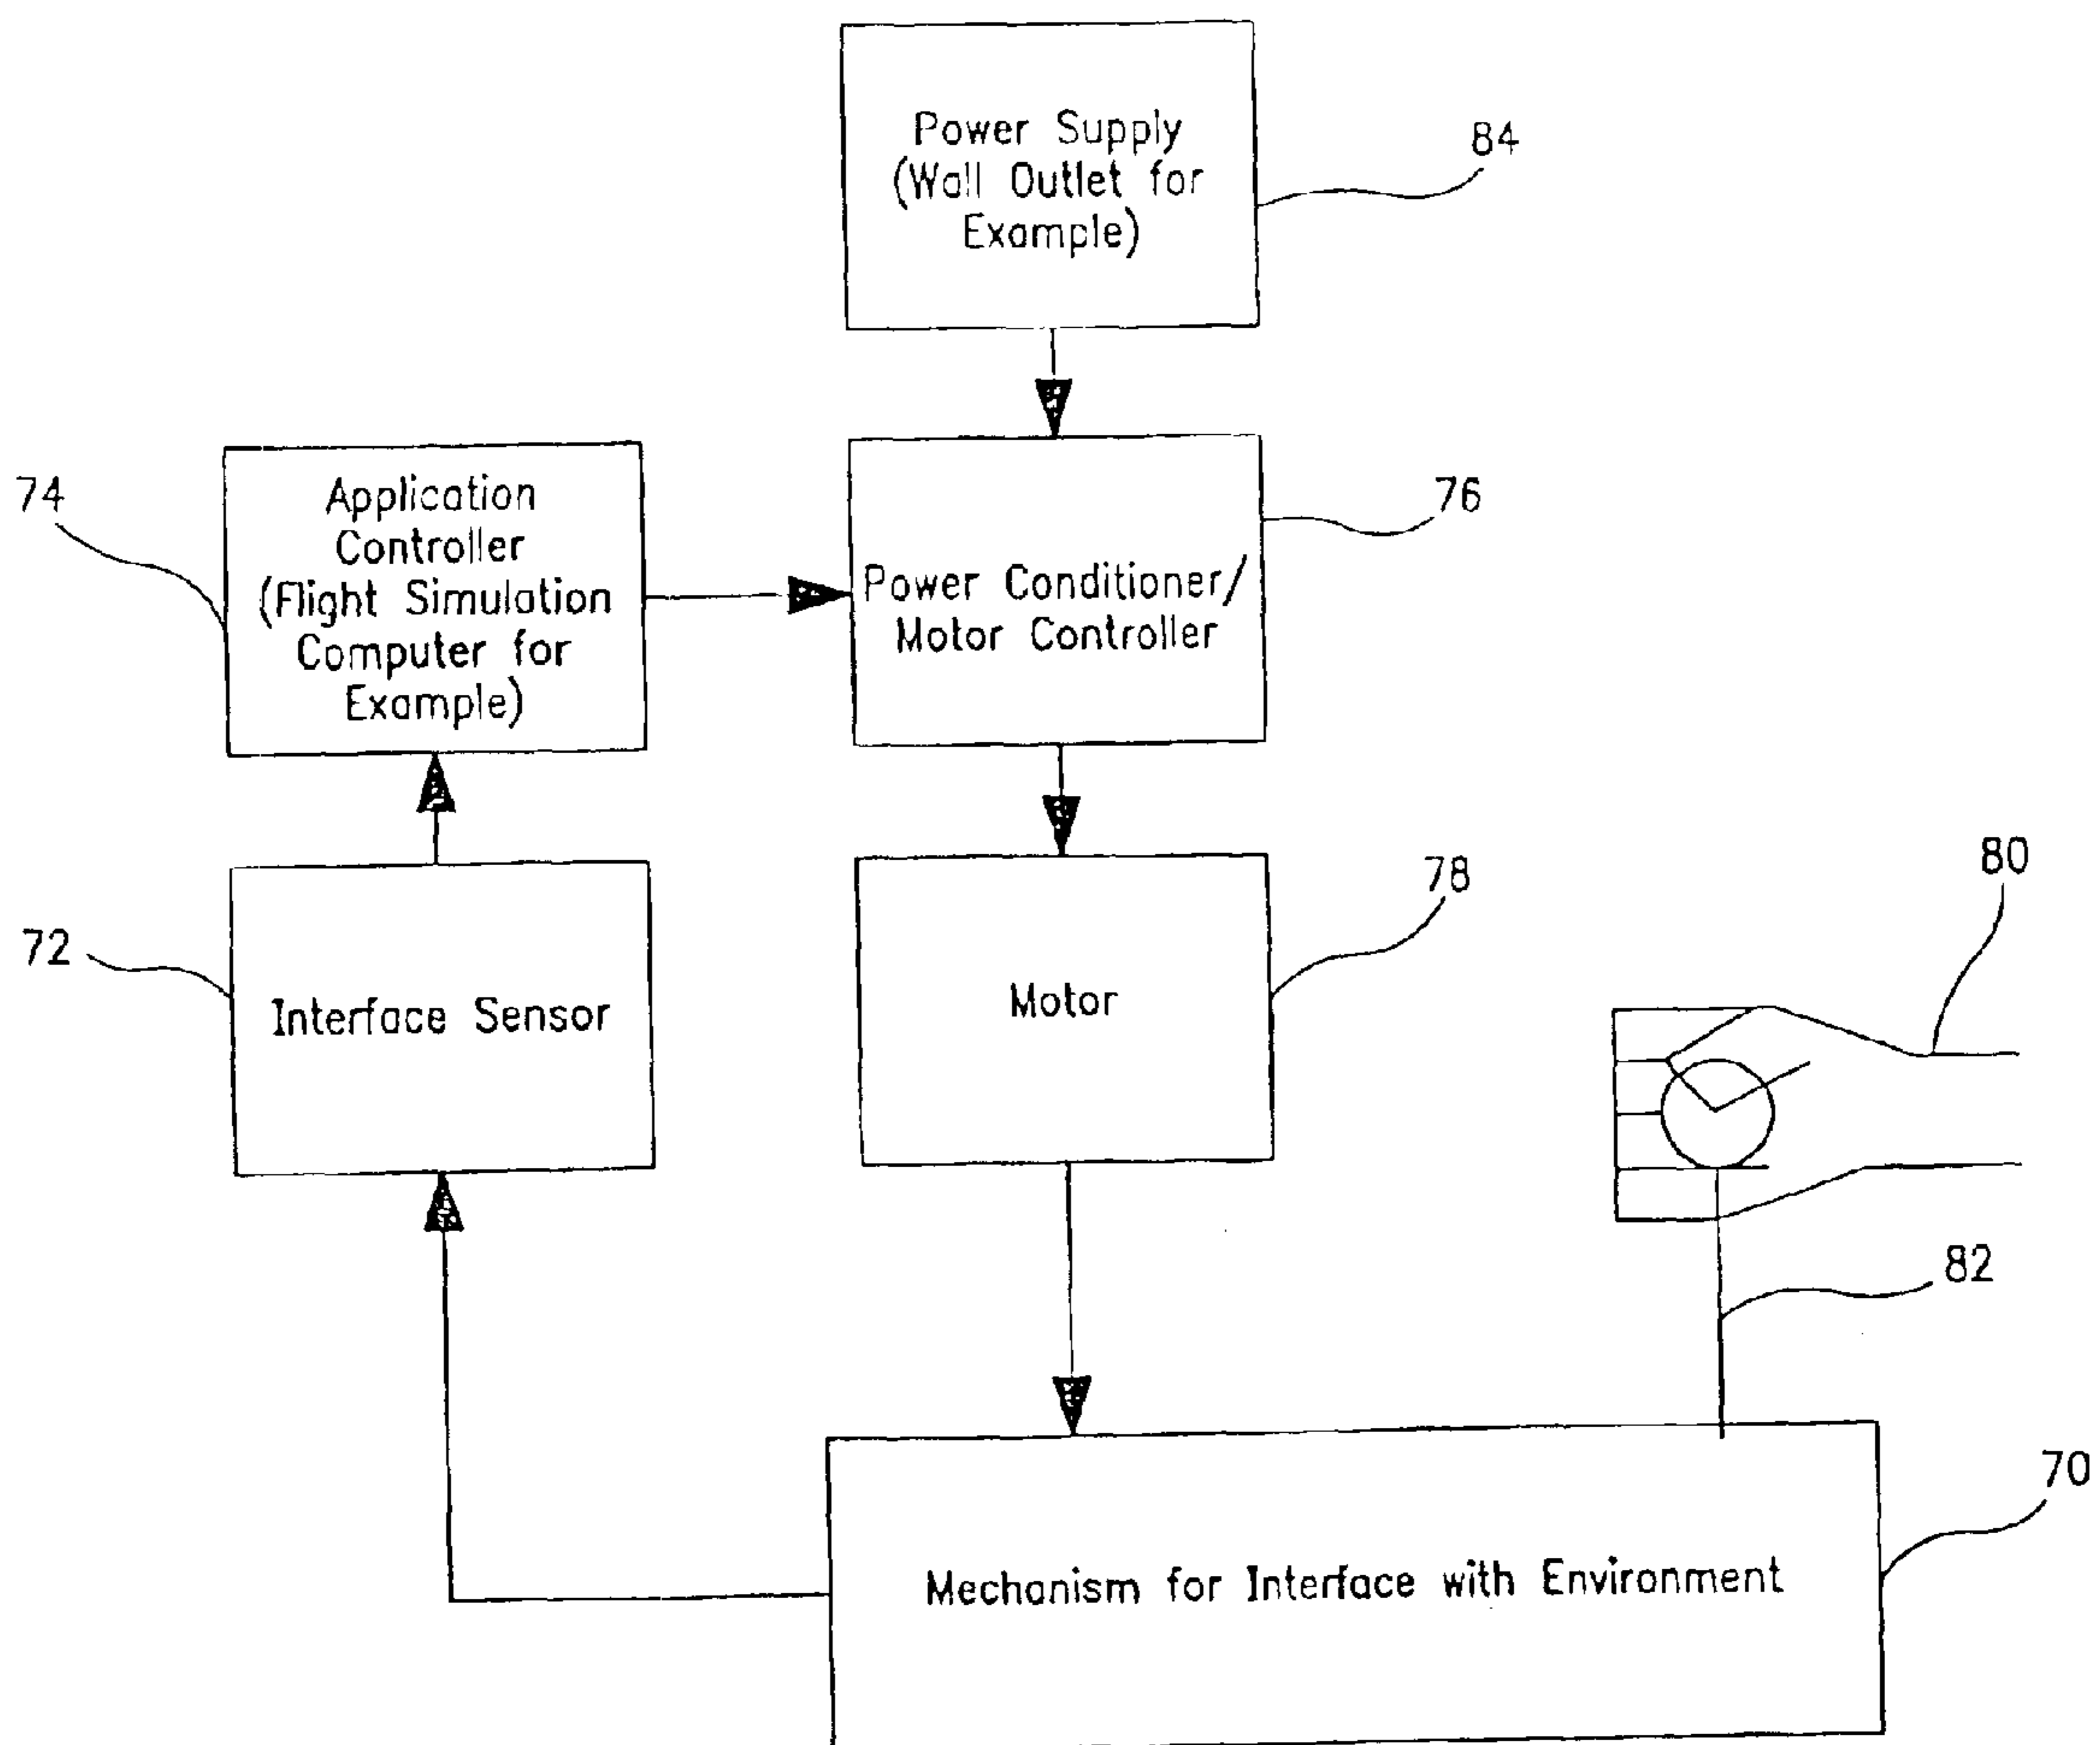 Power Supply
(Wall Outlet for
Example)
84
74
Application
Controller
(Flight Simulation
Computer for
Example)
76
Power Conditioner/
Motor Controller
72
Interface Sensor
78
Motor
80
82
70
Mechanism for Interface with Environment